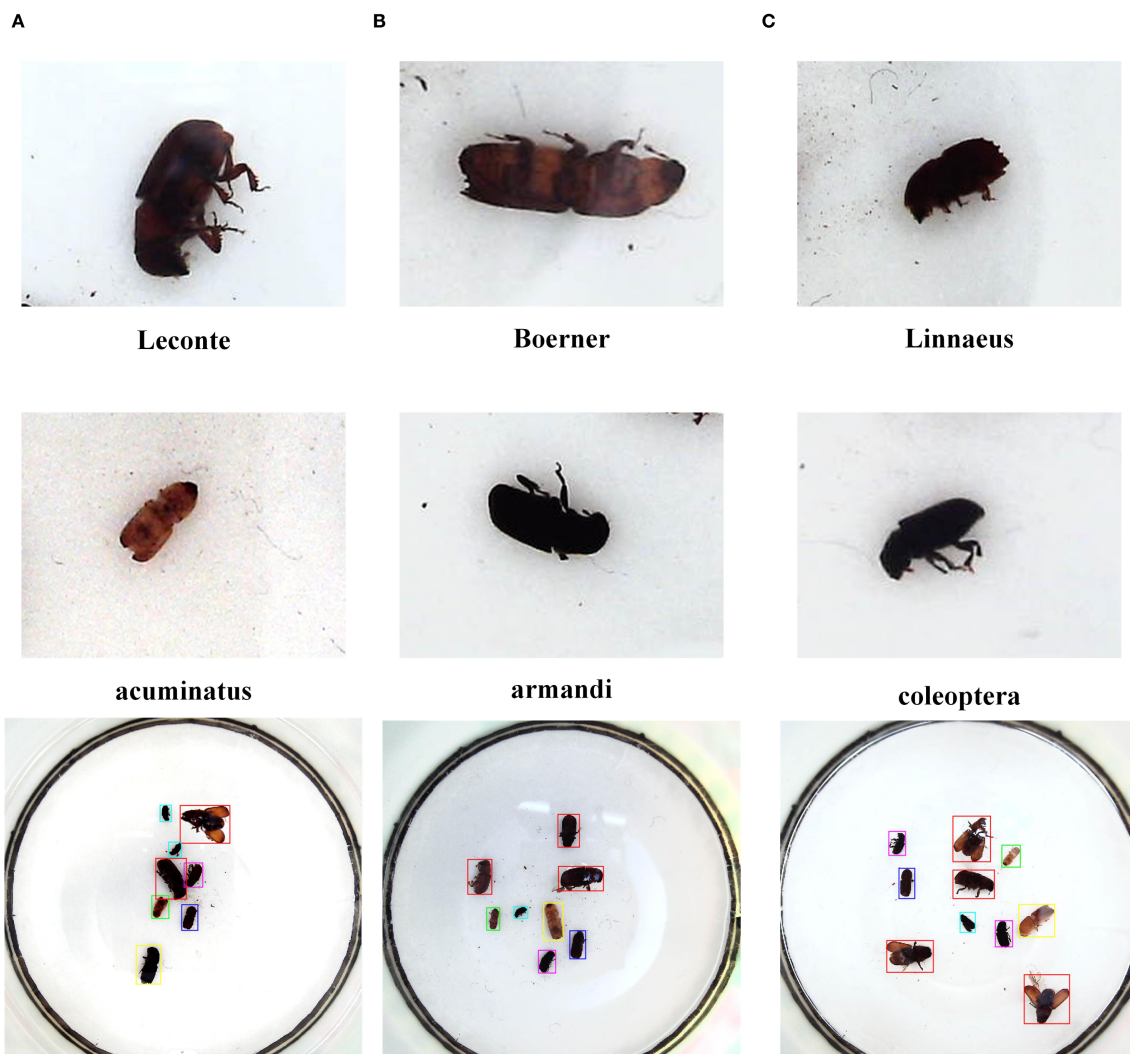 A
B
C
Leconte
Boerner
Linnaeus
acuminatus
armandi
coleoptera